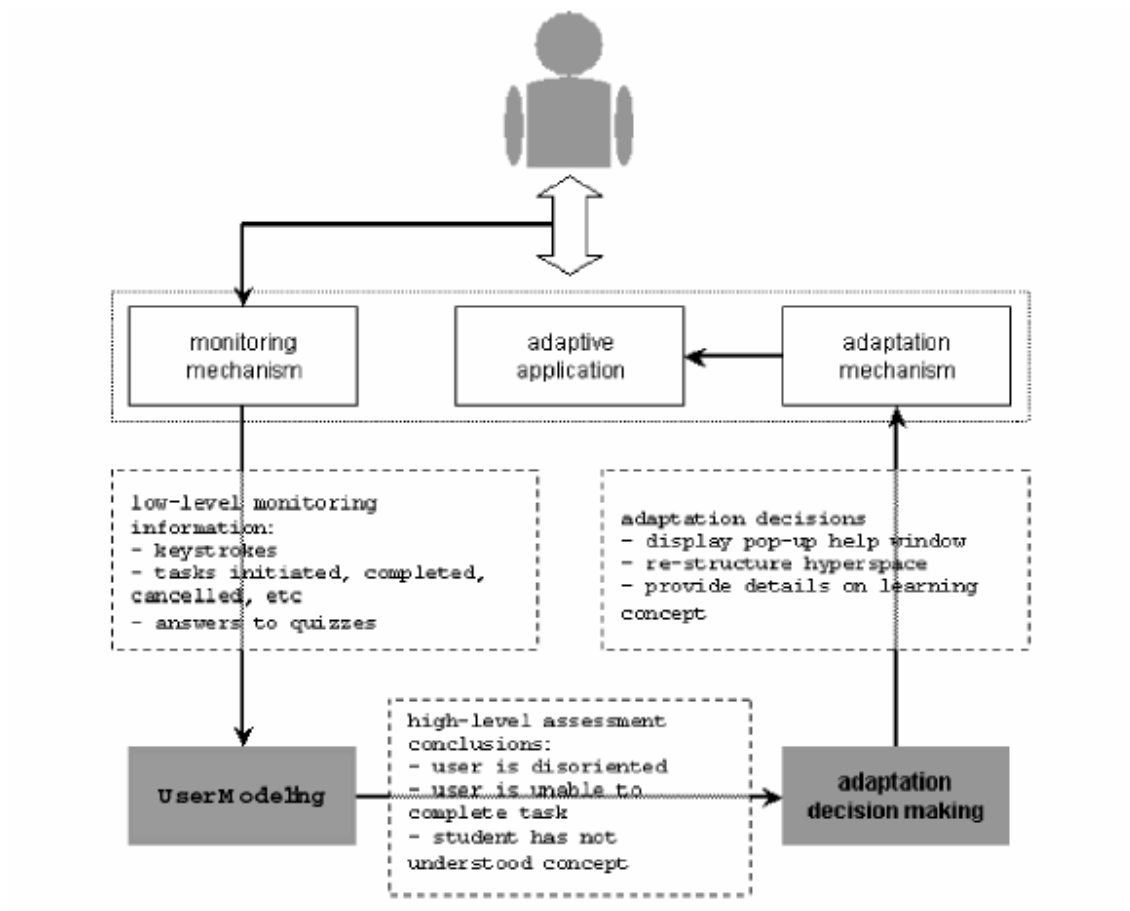 monitoring
mechanism
adaptive
application
adaptation
mechanism
low-level monitoring
information:
- keystrokes
- tasks initiated, completed,
cancelled, etc
- answers to quizzes
adaptation decisions
- display pop-up help window
- re-structure hyperspace
- provide details on learning
concept
high-level assessment
conclusions:
- user is disoriented
- user is unable to
complete task
- student has not
understood concept
UserModeling
adaptation
decision making